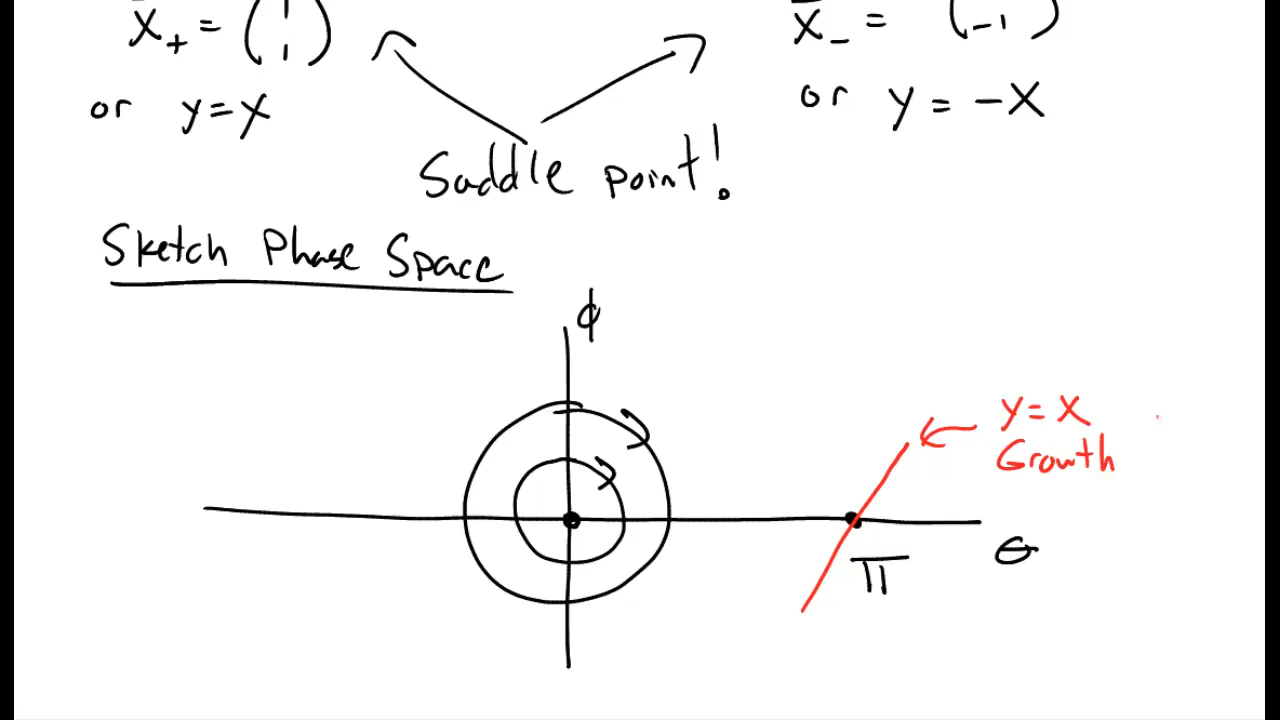 x̄₊ = (1 1)
x̄₋ = (   -1)
or y=x
or y = -x
Saddle point!
Sketch Phase Space
ϕ
y=x
Growth
θ
π